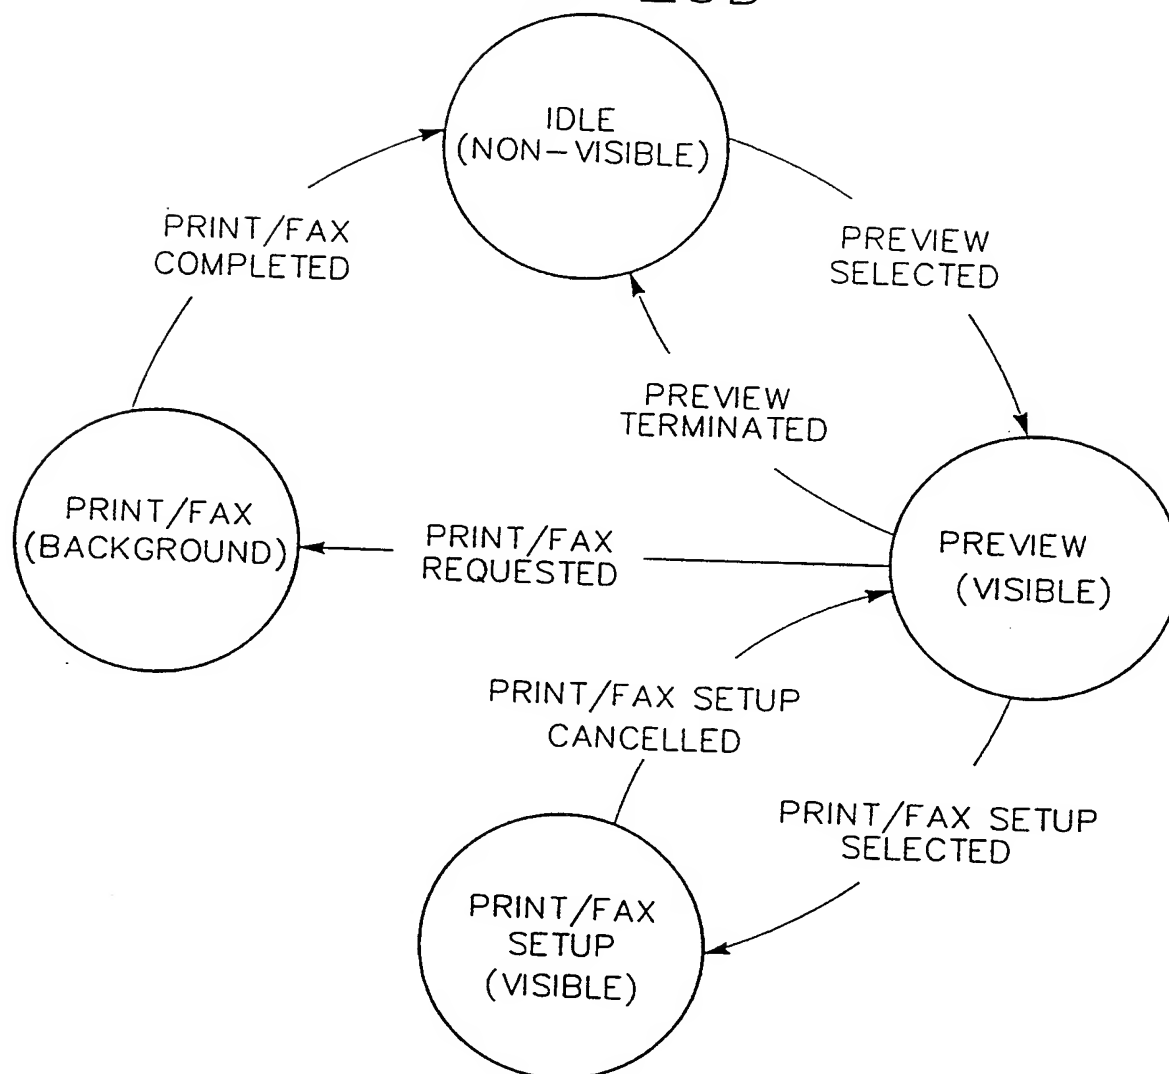 IDLE
(NON-VISIBLE)
PRINT/FAX
COMPLETED
PREVIEW
SELECTED
PREVIEW
TERMINATED
PRINT/FAX
(BACKGROUND)
PRINT/FAX
REQUESTED
PREVIEW
(VISIBLE)
PRINT/FAX SETUP
CANCELLED
PRINT/FAX SETUP
SELECTED
PRINT/FAX
SETUP
(VISIBLE)